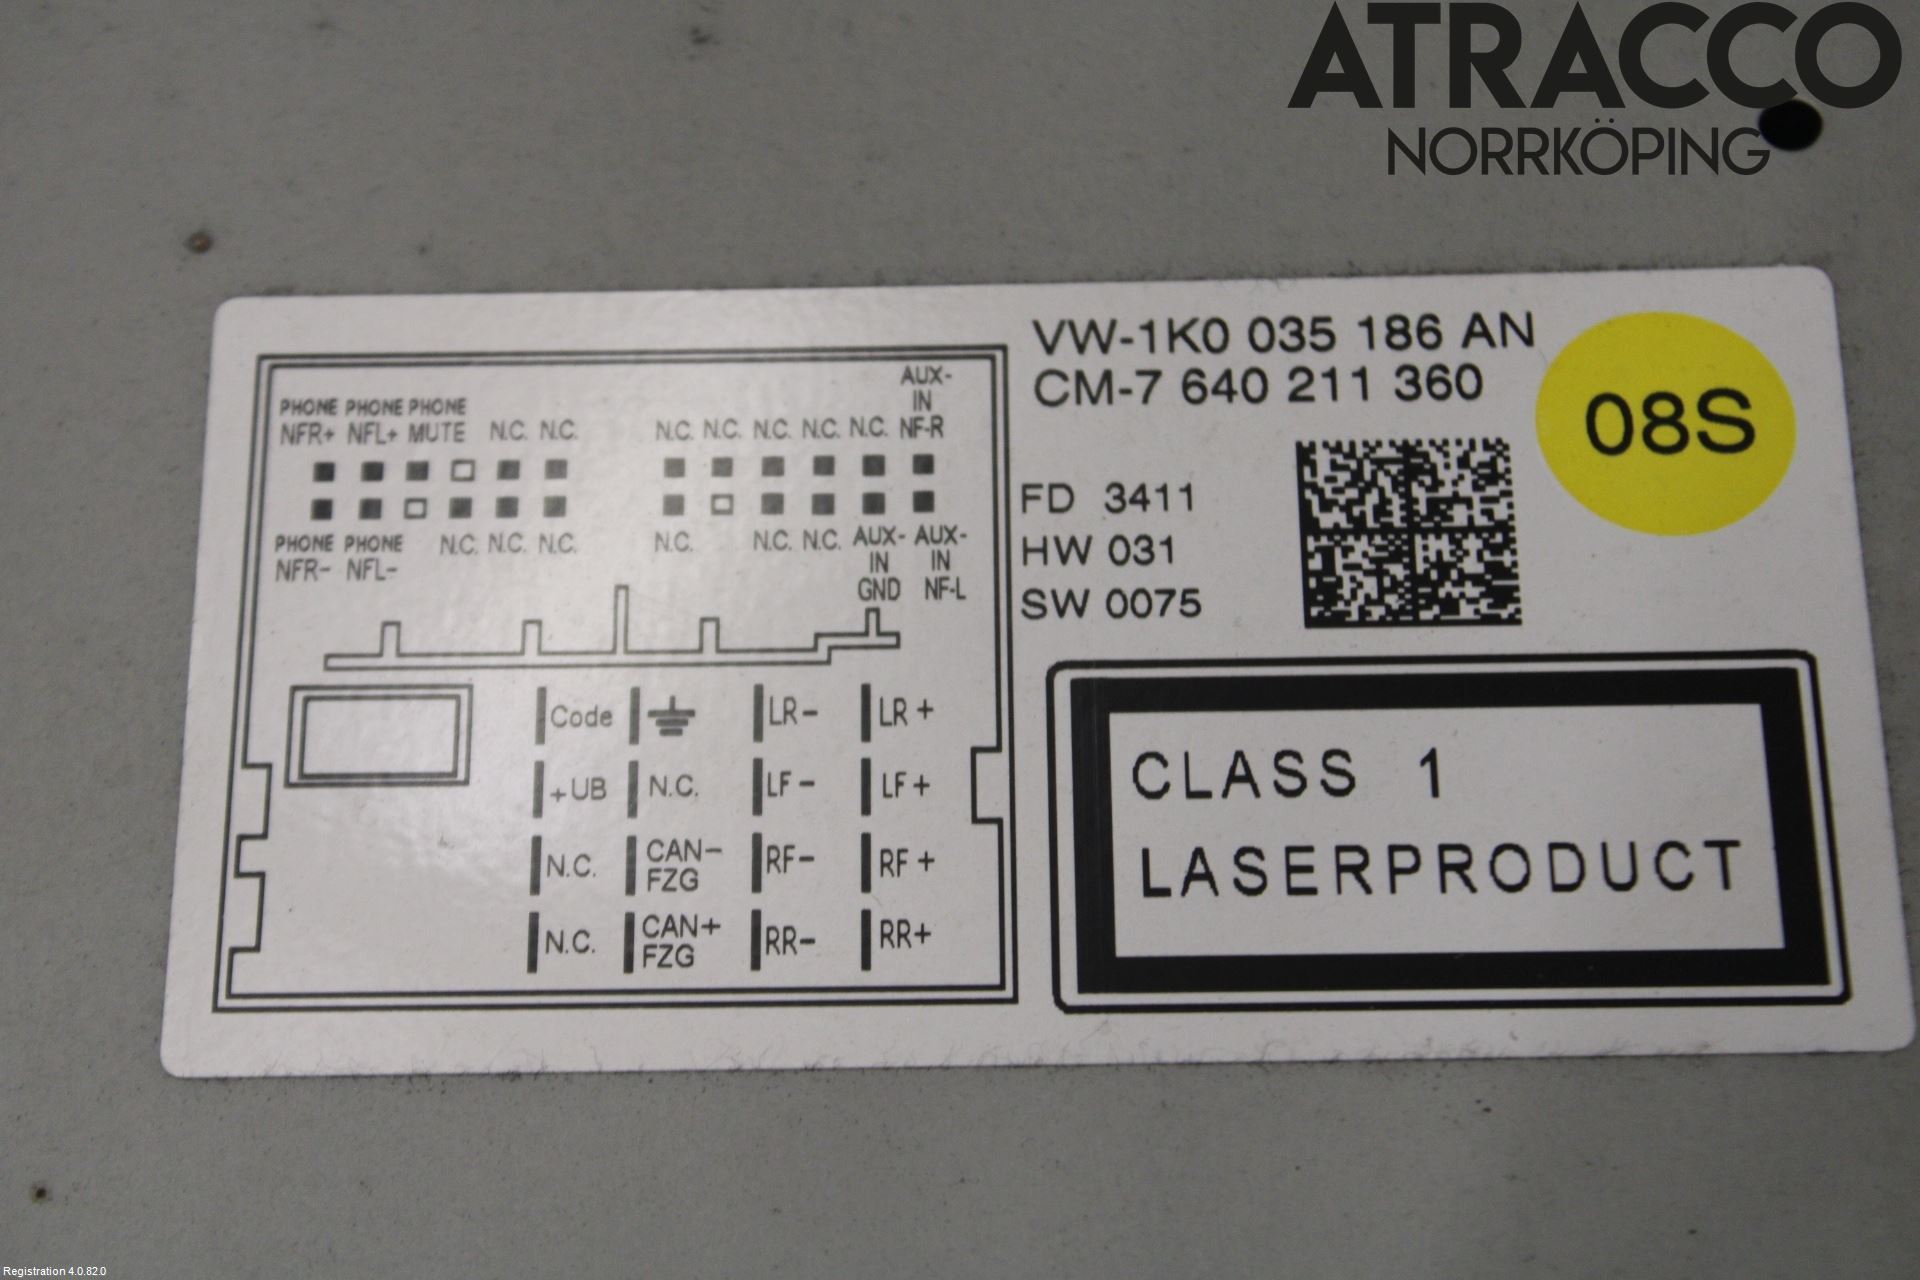 ATRACCO
NORRKÖPING
VW-1K0 035 186 AN
CM-7 640 211 360
08S
FD 3411
HW 031
SW 0075
CLASS 1
LASERPRODUCT
AUX-
PHONE PHONE PHONE IN
NFR+ NFL+ MUTE N.C. N.C. N.C. N.C. N.C. N.C. N.C. NF-R
PHONE PHONE N.C. N.C. N.C. N.C. N.C. N.C. AUX- AUX-
NFR- NFL- IN IN
GND NF-L
Code LR- LR+
+UB N.C. LF- LF+
N.C. CAN- FZG RF- RF+
N.C. CAN+ FZG RR- RR+
Registration 4.0.82.0